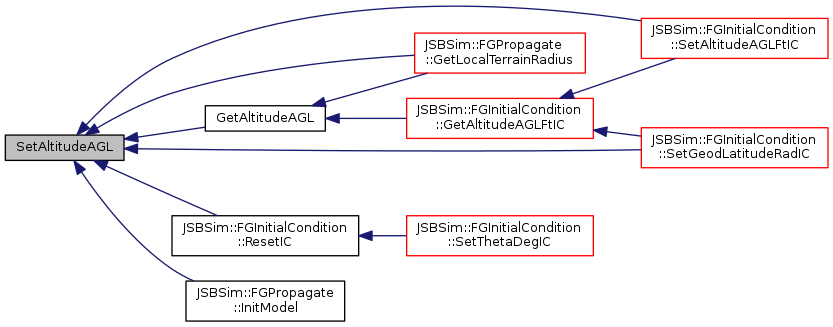 SetAltitudeAGL
GetAltitudeAGL
JSBSim::FGPropagate
::GetLocalTerrainRadius
JSBSim::FGInitialCondition
::GetAltitudeAGLFtIC
JSBSim::FGInitialCondition
::SetAltitudeAGLFtIC
JSBSim::FGInitialCondition
::SetGeodLatitudeRadIC
JSBSim::FGInitialCondition
::ResetIC
JSBSim::FGInitialCondition
::SetThetaDegIC
JSBSim::FGPropagate
::InitModel